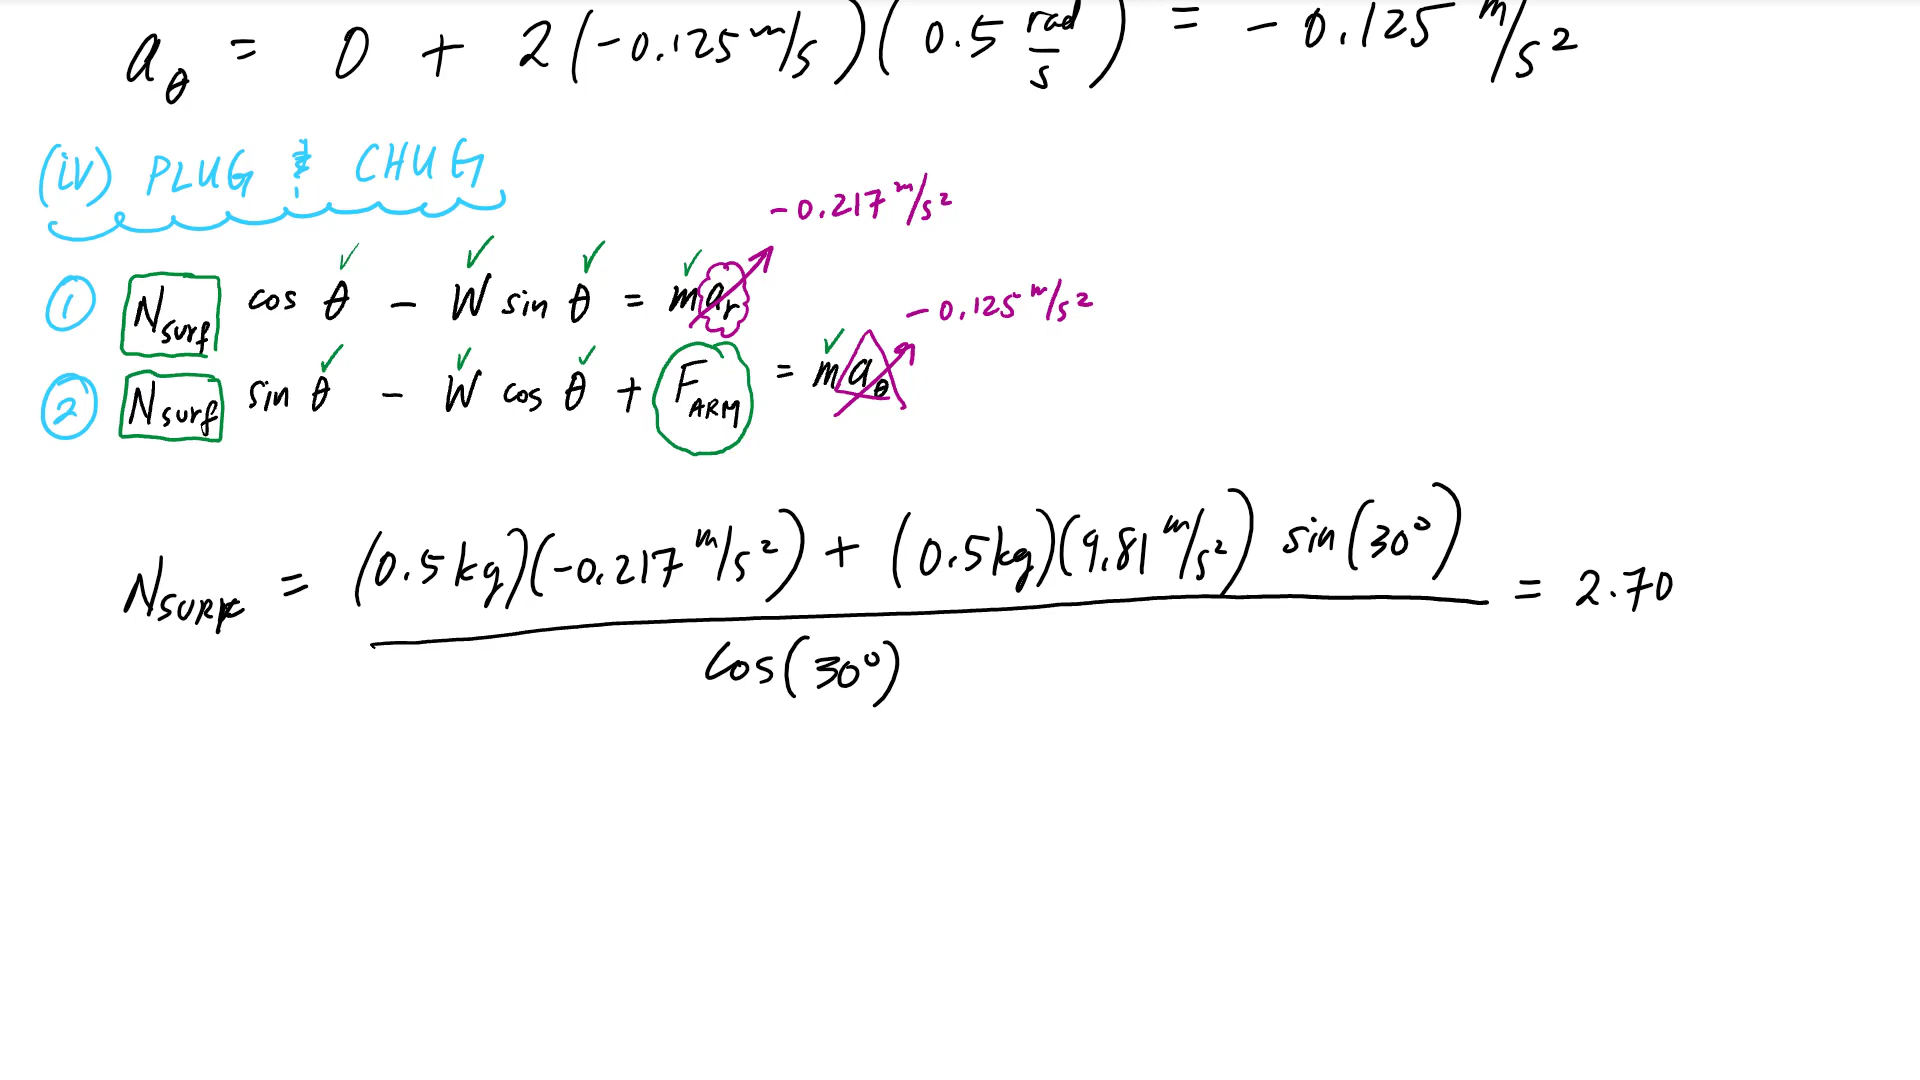 a_θ = 0 + 2(-0.125 m/s)(0.5 rad/s) = -0.125 m/s²
(iv) PLUG & CHUG
-0.217 m/s²
① N_surf cos θ - W sin θ = m a_r
-0.125 m/s²
② N_surf sin θ - W cos θ + F_ARM = m a_θ
N_SURF = (0.5 kg)(-0.217 m/s²) + (0.5 kg)(9.81 m/s²) sin(30°) = 2.70
cos(30°)